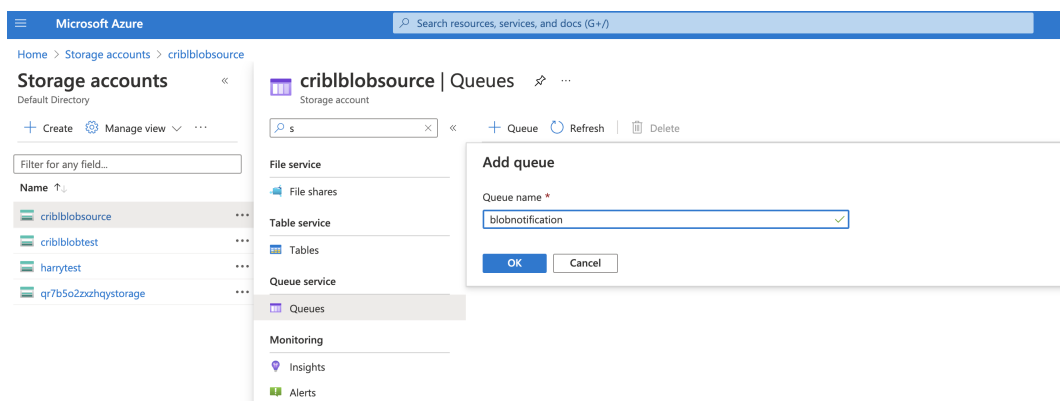 Microsoft Azure
Search resources, services, and docs (G+/)
Home > Storage accounts > criblblobsource
Storage accounts «
Default Directory
+ Create Manage view ···
Filter for any field...
Name ↑↓
criblblobsource ···
criblblobtest ···
harrytest ···
qr7b5o2zxzhqystorage ···
criblblobsource | Queues ···
Storage account
s × «
File service
File shares
Table service
Tables
Queue service
Queues
Monitoring
Insights
Alerts
+ Queue Refresh Delete
Add queue
Queue name *
blobnotification
OK Cancel